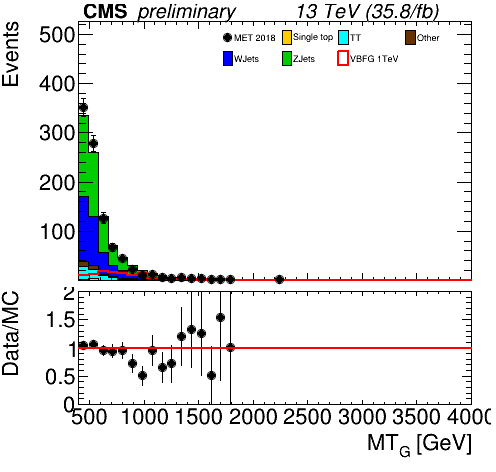 CMS preliminary 13 TeV (35.8/fb)
Events
500
400
300
200
100
MET 2018 Single top TT Other
WJets ZJets VBFG 1TeV
Data/MC
2
1.5
1
0.5
0
500 1000 1500 2000 2500 3000 3500 4000
MT_G [GeV]